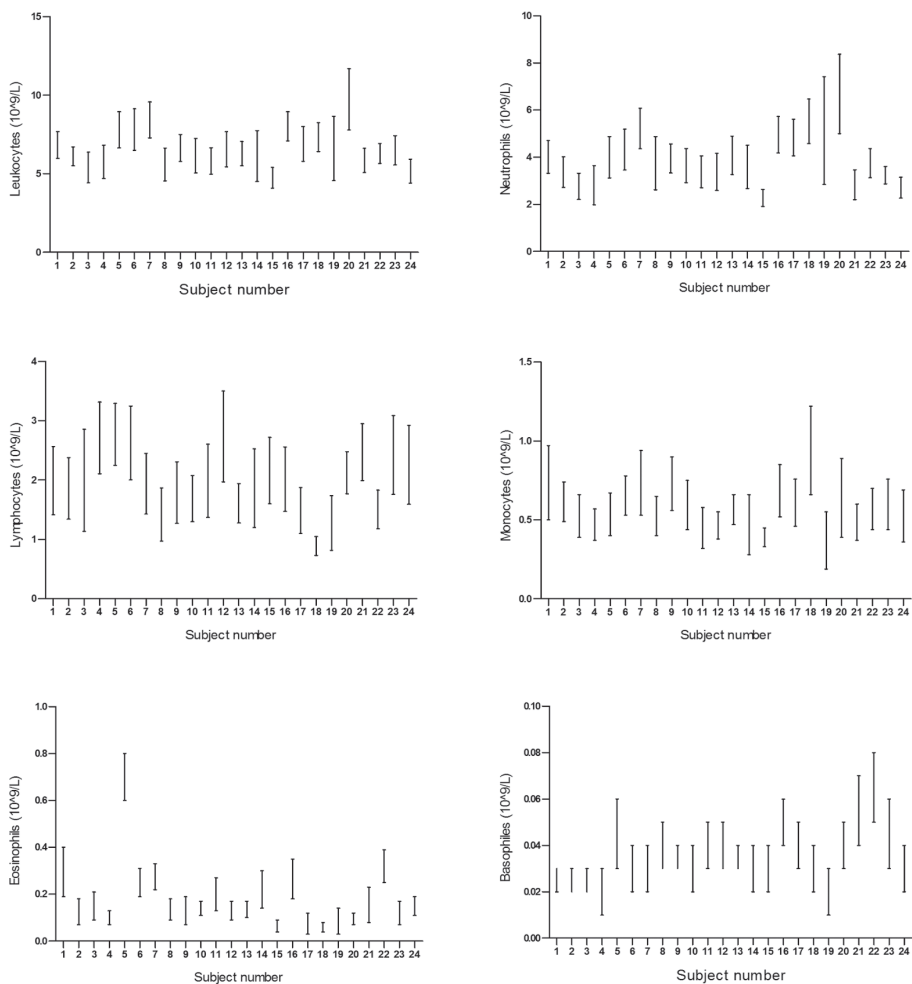 Leukocytes (10^9/L)
15
10
5
0
1 2 3 4 5 6 7 8 9 10 11 12 13 14 15 16 17 18 19 20 21 22 23 24
Subject number
Neutrophils (10^9/L)
10
8
6
4
2
0
1 2 3 4 5 6 7 8 9 10 11 12 13 14 15 16 17 18 19 20 21 22 23 24
Subject number
Lymphocytes (10^9/L)
4
3
2
1
0
1 2 3 4 5 6 7 8 9 10 11 12 13 14 15 16 17 18 19 20 21 22 23 24
Subject number
Monocytes (10^9/L)
1.5
1.0
0.5
0.0
1 2 3 4 5 6 7 8 9 10 11 12 13 14 15 16 17 18 19 20 21 22 23 24
Subject number
Eosinophils (10^9/L)
1.0
0.8
0.6
0.4
0.2
0.0
1 2 3 4 5 6 7 8 9 10 11 12 13 14 15 16 17 18 19 20 21 22 23 24
Subject number
Basophiles (10^9/L)
0.10
0.08
0.06
0.04
0.02
0.00
1 2 3 4 5 6 7 8 9 10 11 12 13 14 15 16 17 18 19 20 21 22 23 24
Subject number